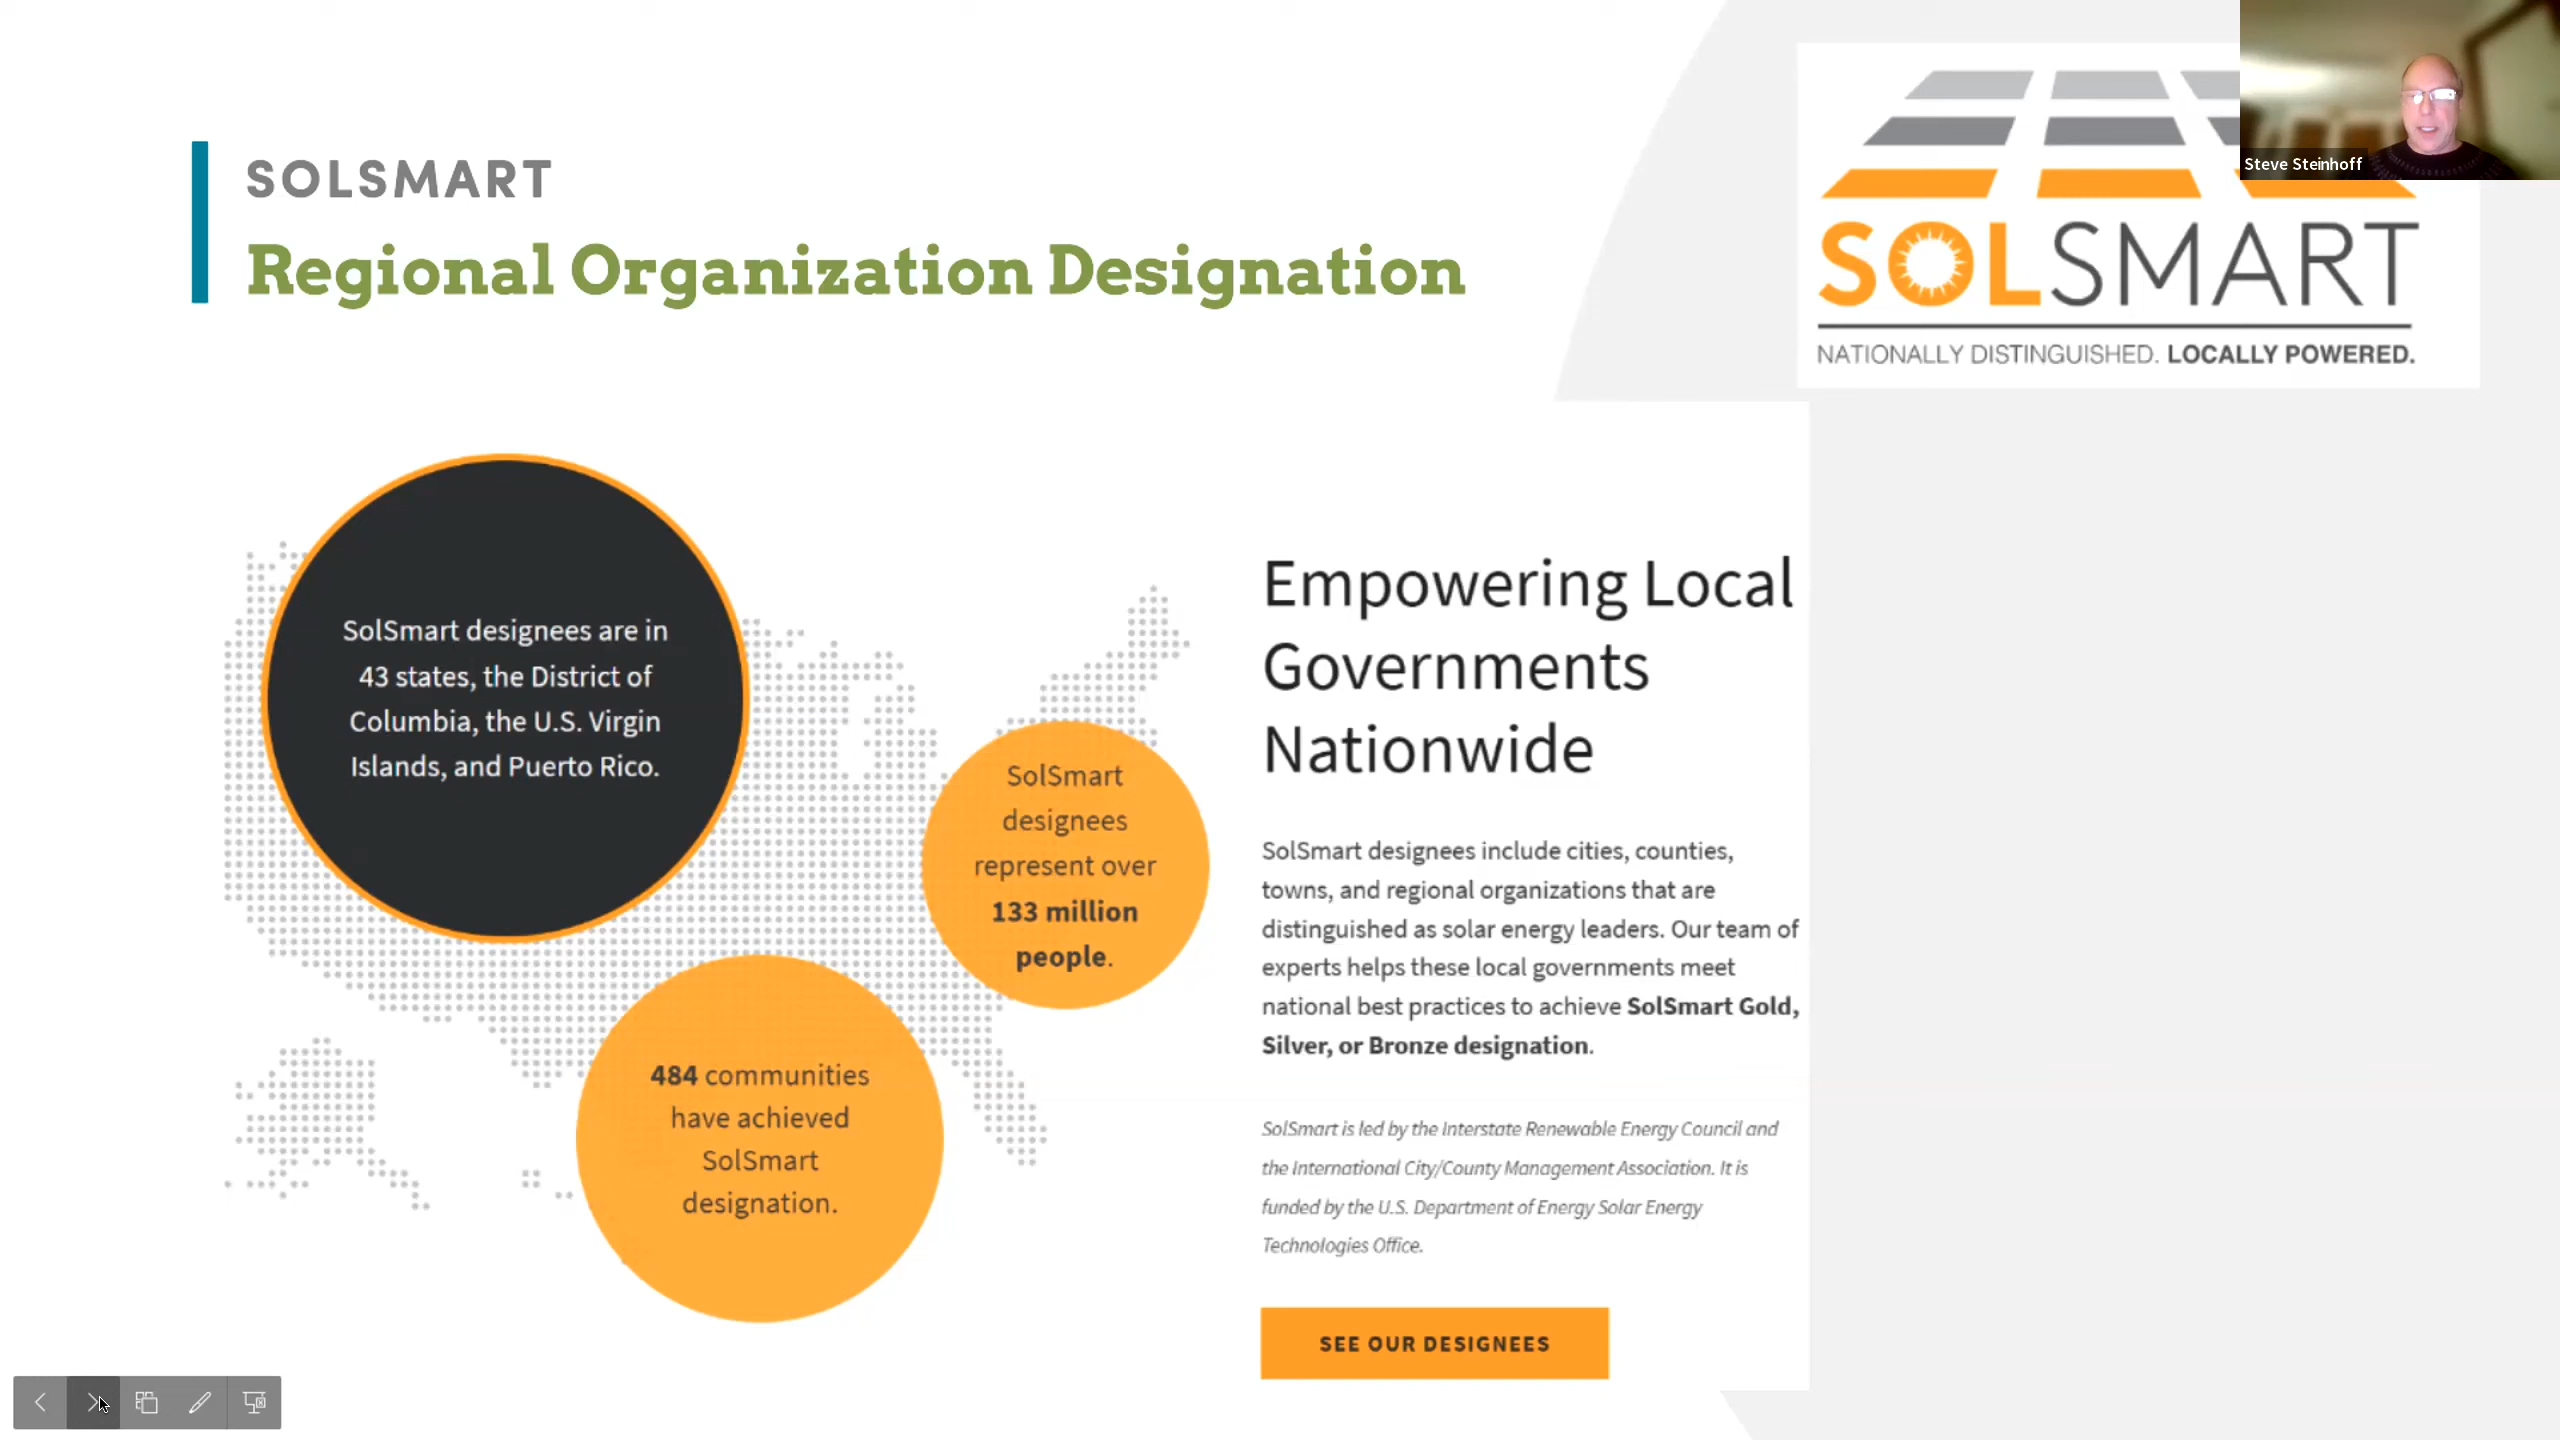 SOLSMART
Regional Organization Designation
SOLSMART
NATIONALLY DISTINGUISHED. LOCALLY POWERED.
Steve Steinhoff
SolSmart designees are in
43 states, the District of
Columbia, the U.S. Virgin
Islands, and Puerto Rico.
SolSmart
designees
represent over
133 million
people.
484 communities
have achieved
SolSmart
designation.
Empowering Local
Governments
Nationwide
SolSmart designees include cities, counties,
towns, and regional organizations that are
distinguished as solar energy leaders. Our team of
experts helps these local governments meet
national best practices to achieve SolSmart Gold,
Silver, or Bronze designation.
SolSmart is led by the Interstate Renewable Energy Council and
the International City/County Management Association. It is
funded by the U.S. Department of Energy Solar Energy
Technologies Office.
SEE OUR DESIGNEES